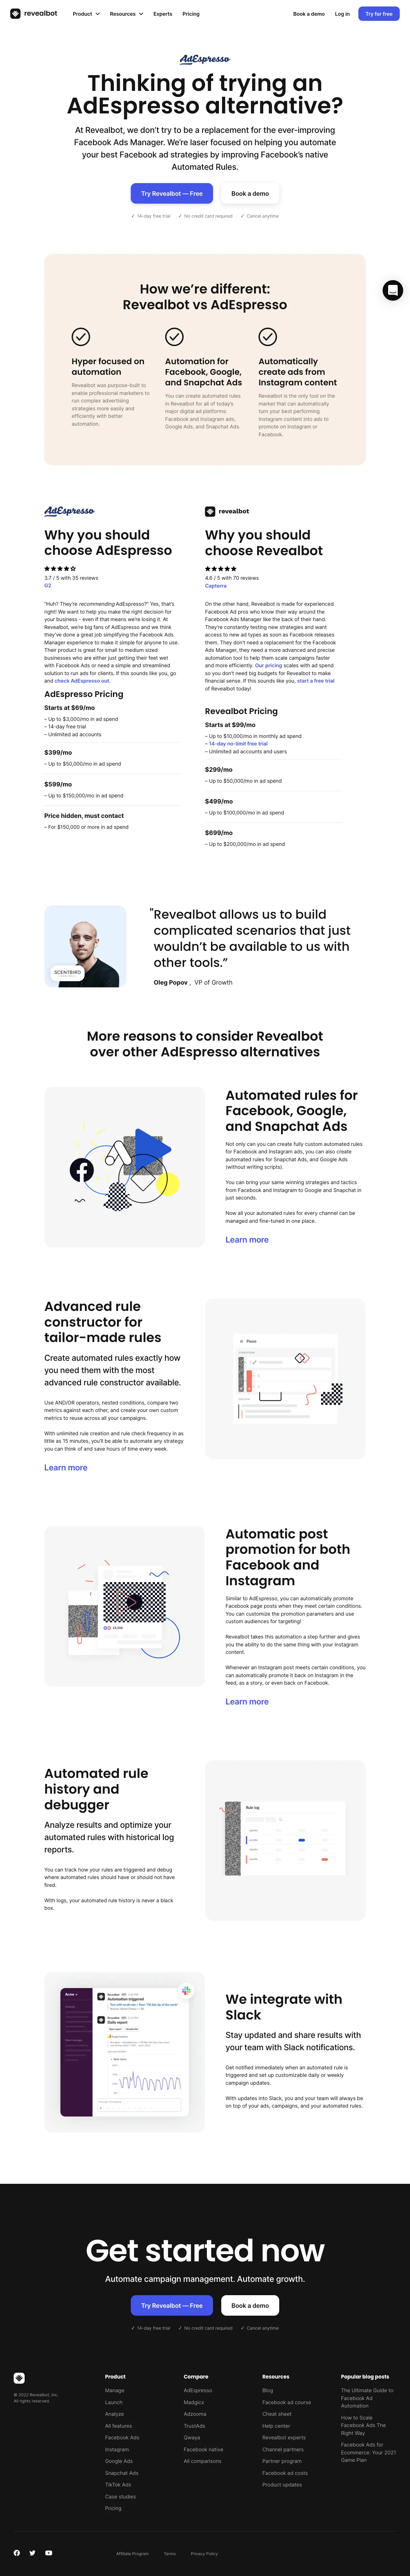 revealbot
Product
Resources
Experts
Pricing
Book a demo
Log in
Try for free
AdEspresso
Thinking of trying an
AdEspresso alternative?
At Revealbot, we don't try to be a replacement for the ever-improving
Facebook Ads Manager. We're laser focused on helping you automate
your best Facebook ad strategies by improving Facebook's native
Automated Rules.
Try Revealbot — Free
Book a demo
✓ 14-day free trial
✓ No credit card required
✓ Cancel anytime
How we're different:
Revealbot vs AdEspresso
Hyper focused on
automation
Revealbot was purpose-built to
enable professional marketers to
run complex advertising
strategies more easily and
efficiently with better
automation.
Automation for
Facebook, Google,
and Snapchat Ads
You can create automated rules
in Revealbot for all of today's
major digital ad platforms:
Facebook and Instagram ads,
Google Ads, and Snapchat Ads.
Automatically
create ads from
Instagram content
Revealbot is the only tool on the
market that can automatically
turn your best performing
Instagram content into ads to
promote on Instagram or
Facebook.
AdEspresso
Why you should
choose AdEspresso
3.7 / 5 with 35 reviews
G2
"Huh!? They're recommending AdEspresso?" Yes, that's
right! We want to help you make the right decision for
your business - even if that means we're losing it. At
Revealbot, we're big fans of AdEspresso and we think
they've done a great job simplifying the Facebook Ads
Manager experience to make it simple for anyone to use.
Their product is great for small to medium sized
businesses who are either just getting their feet wet
with Facebook Ads or need a simple and streamlined
solution to run ads for clients. If this sounds like you, go
and check AdEspresso out.
AdEspresso Pricing
Starts at $69/mo
– Up to $3,000/mo in ad spend
– 14-day free trial
– Unlimited ad accounts
$399/mo
– Up to $50,000/mo in ad spend
$599/mo
– Up to $150,000/mo in ad spend
Price hidden, must contact
– For $150,000 or more in ad spend
revealbot
Why you should
choose Revealbot
4.6 / 5 with 70 reviews
Capterra
On the other hand, Revealbot is made for experienced
Facebook Ad pros who know their way around the
Facebook Ads Manager like the back of their hand.
They're constantly testing new strategies and want
access to new ad types as soon as Facebook releases
them. They don't need a replacement for the Facebook
Ads Manager, they need a more advanced and precise
automation tool to help them scale campaigns faster
and more efficiently. Our pricing scales with ad spend
so you don't need big budgets for Revealbot to make
financial sense. If this sounds like you, start a free trial
of Revealbot today!
Revealbot Pricing
Starts at $99/mo
– Up to $10,000/mo in monthly ad spend
– 14-day no-limit free trial
– Unlimited ad accounts and users
$299/mo
– Up to $50,000/mo in ad spend
$499/mo
– Up to $100,000/mo in ad spend
$699/mo
– Up to $200,000/mo in ad spend
SCENTBIRD
"Revealbot allows us to build
complicated scenarios that just
wouldn't be available to us with
other tools."
Oleg Popov , VP of Growth
More reasons to consider Revealbot
over other AdEspresso alternatives
Automated rules for
Facebook, Google,
and Snapchat Ads
Not only can you can create fully custom automated rules
for Facebook and Instagram ads, you can also create
automated rules for Snapchat Ads, and Google Ads
(without writing scripts).
You can bring your same winning strategies and tactics
from Facebook and Instagram to Google and Snapchat in
just seconds.
Now all your automated rules for every channel can be
managed and fine-tuned in one place.
Learn more
Advanced rule
constructor for
tailor-made rules
Create automated rules exactly how
you need them with the most
advanced rule constructor available.
Use AND/OR operators, nested conditions, compare two
metrics against each other, and create your own custom
metrics to reuse across all your campaigns.
With unlimited rule creation and rule check frequency in as
little as 15 minutes, you'll be able to automate any strategy
you can think of and save hours of time every week.
Learn more
Pause
Automatic post
promotion for both
Facebook and
Instagram
Similar to AdEspresso, you can automatically promote
Facebook page posts when they meet certain conditions.
You can customize the promotion parameters and use
custom audiences for targeting!
Revealbot takes this automation a step further and gives
you the ability to do the same thing with your Instagram
content.
Whenever an Instagram post meets certain conditions, you
can automatically promote it back on Instagram in the
feed, as a story, or even back on Facebook.
Learn more
Automated rule
history and
debugger
Analyze results and optimize your
automated rules with historical log
reports.
You can track how your rules are triggered and debug
where automated rules should have or should not have
fired.
With logs, your automated rule history is never a black
box.
Rule log
Acme
Revealbot
Automation triggered
Revealbot
Daily report
We integrate with
Slack
Stay updated and share results with
your team with Slack notifications.
Get notified immediately when an automated rule is
triggered and set up customizable daily or weekly
campaign updates.
With updates into Slack, you and your team will always be
on top of your ads, campaigns, and your automated rules.
Get started now
Automate campaign management. Automate growth.
Try Revealbot — Free
Book a demo
✓ 14-day free trial
✓ No credit card required
✓ Cancel anytime
© 2022 Revealbot, Inc.
All rights reserved.
Product
Manage
Launch
Analyze
All features
Facebook Ads
Instagram
Google Ads
Snapchat Ads
TikTok Ads
Case studies
Pricing
Compare
AdEspresso
Madgicx
Adzooma
TrustAds
Qwaya
Facebook native
All comparisons
Resources
Blog
Facebook ad course
Cheat sheet
Help center
Revealbot experts
Channel partners
Partner program
Facebook ad costs
Product updates
Popular blog posts
The Ultimate Guide to
Facebook Ad
Automation
How to Scale
Facebook Ads The
Right Way
Facebook Ads for
Ecommerce: Your 2021
Game Plan
Affiliate Program
Terms
Privacy Policy